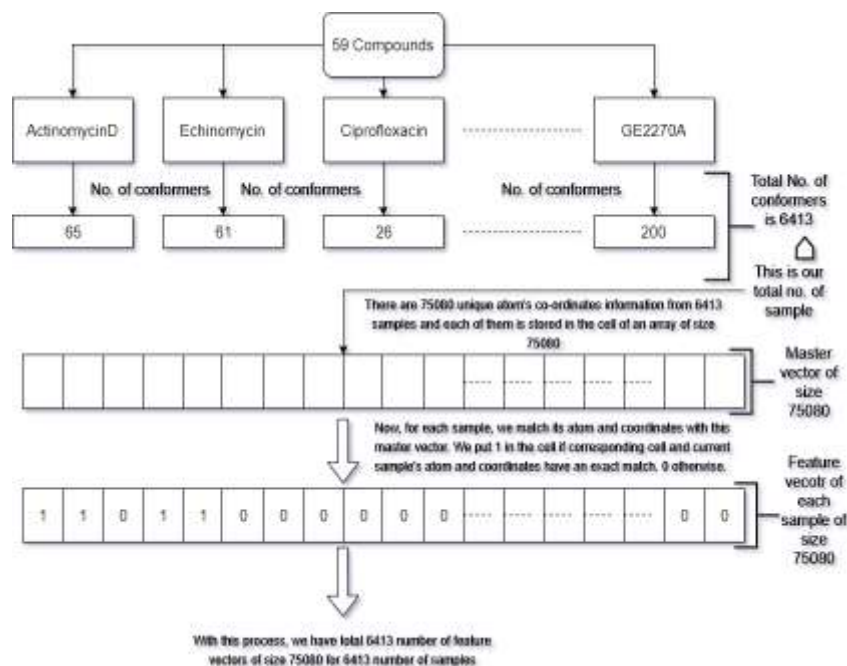 59 Compounds
ActinomycinD
Echinomycin
Ciprofloxacin
GE2270A
No. of conformers
No. of conformers
No. of conformers
65
61
26
200
Total No. of
conformers
is 6413
This is our
total no. of
sample
There are 75080 unique atom's co-ordinates information from 6413
samples and each of them is stored in the cell of an array of size
75080
Master
vector of
size
75080
Now, for each sample, we match its atom and coordinates with this
master vector. We put 1 in the cell if corresponding cell and current
sample's atom and coordinates have an exact match. 0 otherwise.
Feature
vecotr of
each
sample of
size
75080
1 1 0 1 1 0 0 0 0 0 0 0 0
With this process, we have total 6413 number of feature
vectors of size 75080 for 6413 number of samples